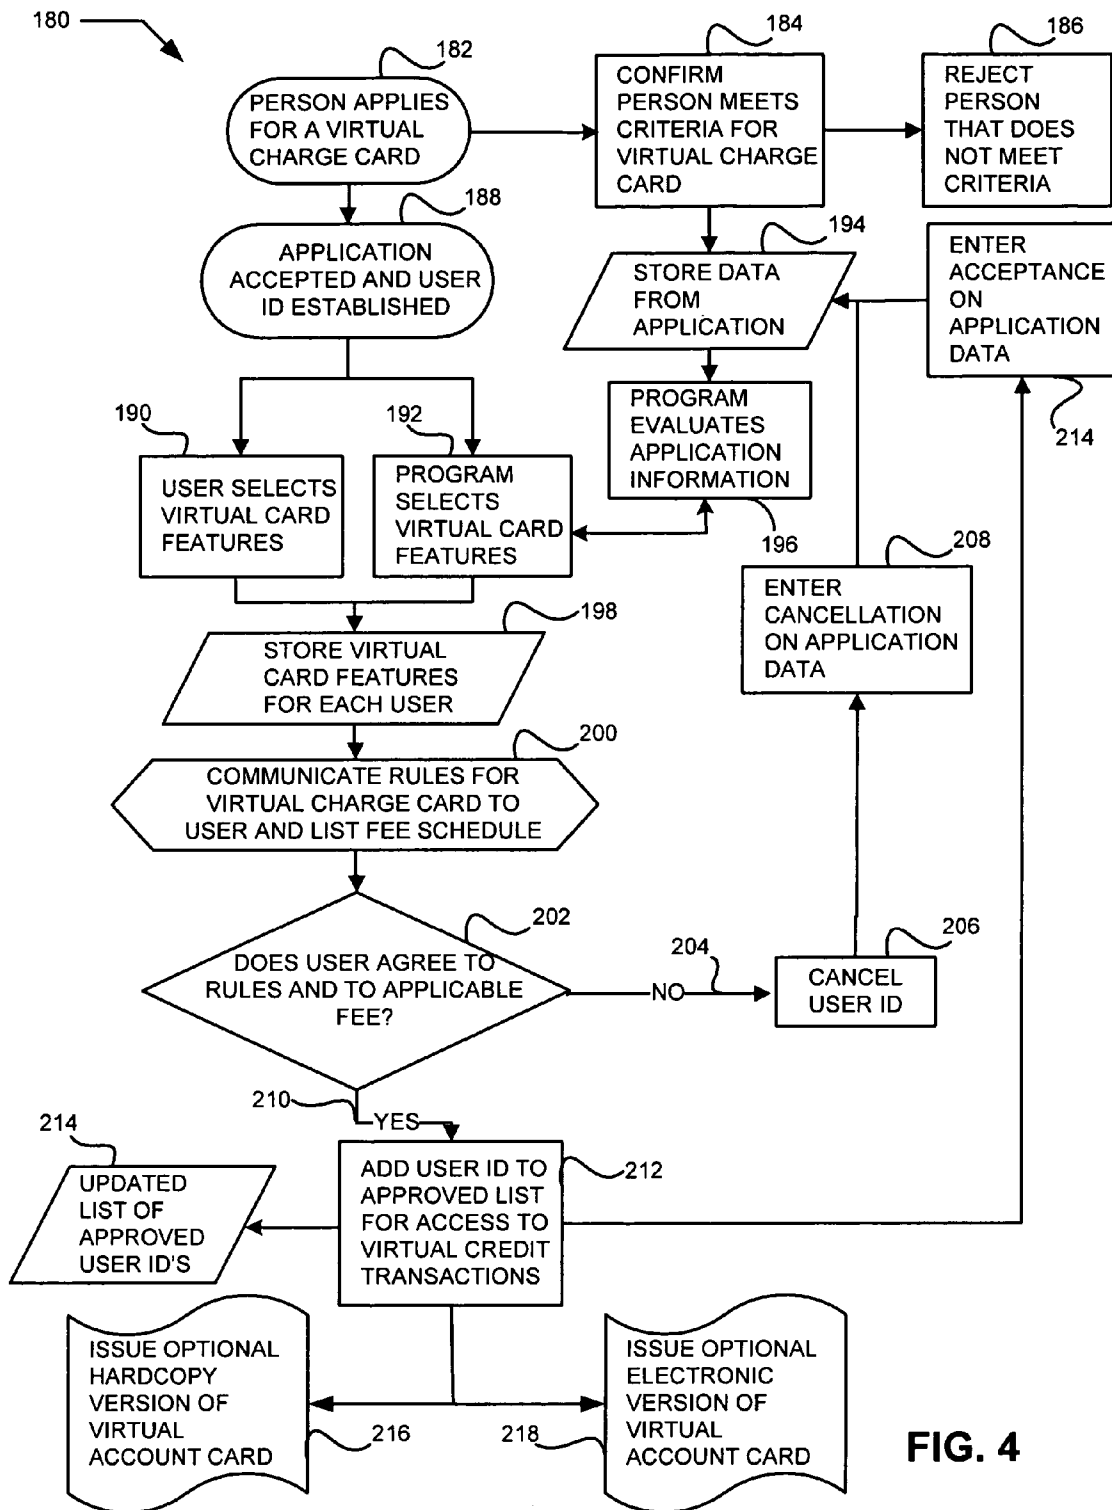 180
182
PERSON APPLIES
FOR A VIRTUAL
CHARGE CARD
184
CONFIRM
PERSON MEETS
CRITERIA FOR
VIRTUAL CHARGE
CARD
186
REJECT
PERSON
THAT DOES
NOT MEET
CRITERIA
188
APPLICATION
ACCEPTED AND USER
ID ESTABLISHED
194
STORE DATA
FROM
APPLICATION
ENTER
ACCEPTANCE
ON
APPLICATION
DATA
214
190
USER SELECTS
VIRTUAL CARD
FEATURES
192
PROGRAM
SELECTS
VIRTUAL CARD
FEATURES
PROGRAM
EVALUATES
APPLICATION
INFORMATION
196
208
ENTER
CANCELLATION
ON APPLICATION
DATA
198
STORE VIRTUAL
CARD FEATURES
FOR EACH USER
200
COMMUNICATE RULES FOR
VIRTUAL CHARGE CARD TO
USER AND LIST FEE SCHEDULE
202
DOES USER AGREE TO
RULES AND TO APPLICABLE
FEE?
204
NO
206
CANCEL
USER ID
210
YES
214
UPDATED
LIST OF
APPROVED
USER ID'S
212
ADD USER ID TO
APPROVED LIST
FOR ACCESS TO
VIRTUAL CREDIT
TRANSACTIONS
ISSUE OPTIONAL
HARDCOPY
VERSION OF
VIRTUAL
ACCOUNT CARD
216
218
ISSUE OPTIONAL
ELECTRONIC
VERSION OF
VIRTUAL
ACCOUNT CARD
FIG. 4